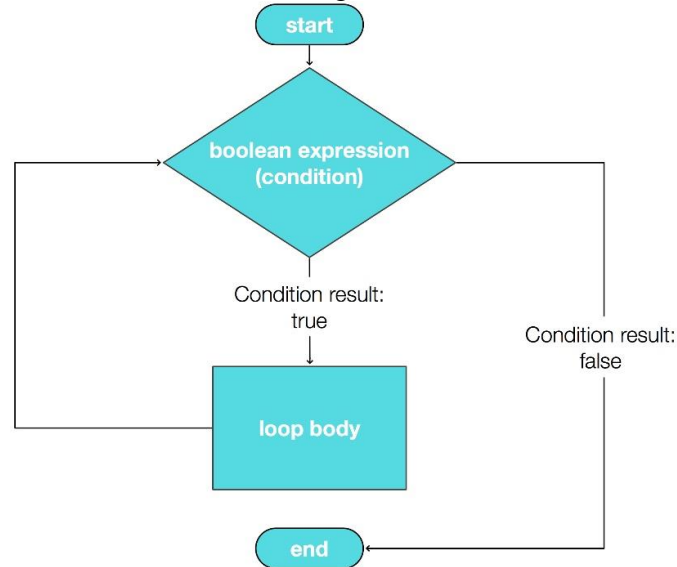 start
boolean expression
(condition)
Condition result:
true
Condition result:
false
loop body
end